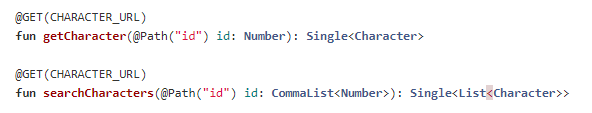 @GET(CHARACTER_URL)
fun getCharacter(@Path("id") id: Number): Single<Character>
@GET(CHARACTER_URL)
fun searchCharacters(@Path("id") id: CommaList<Number>): Single<List<Character>>